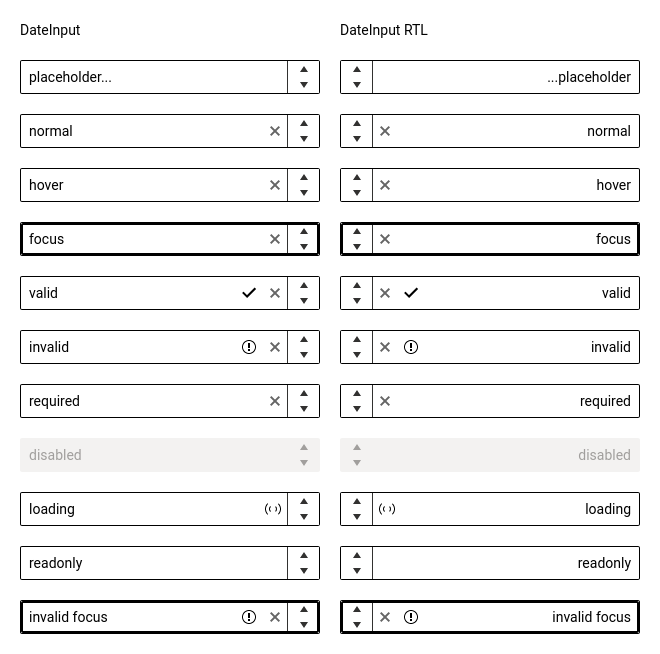 DateInput
DateInput RTL
placeholder...
...placeholder
normal
normal
hover
hover
focus
focus
valid
valid
invalid
invalid
required
required
disabled
disabled
loading
loading
readonly
readonly
invalid focus
invalid focus